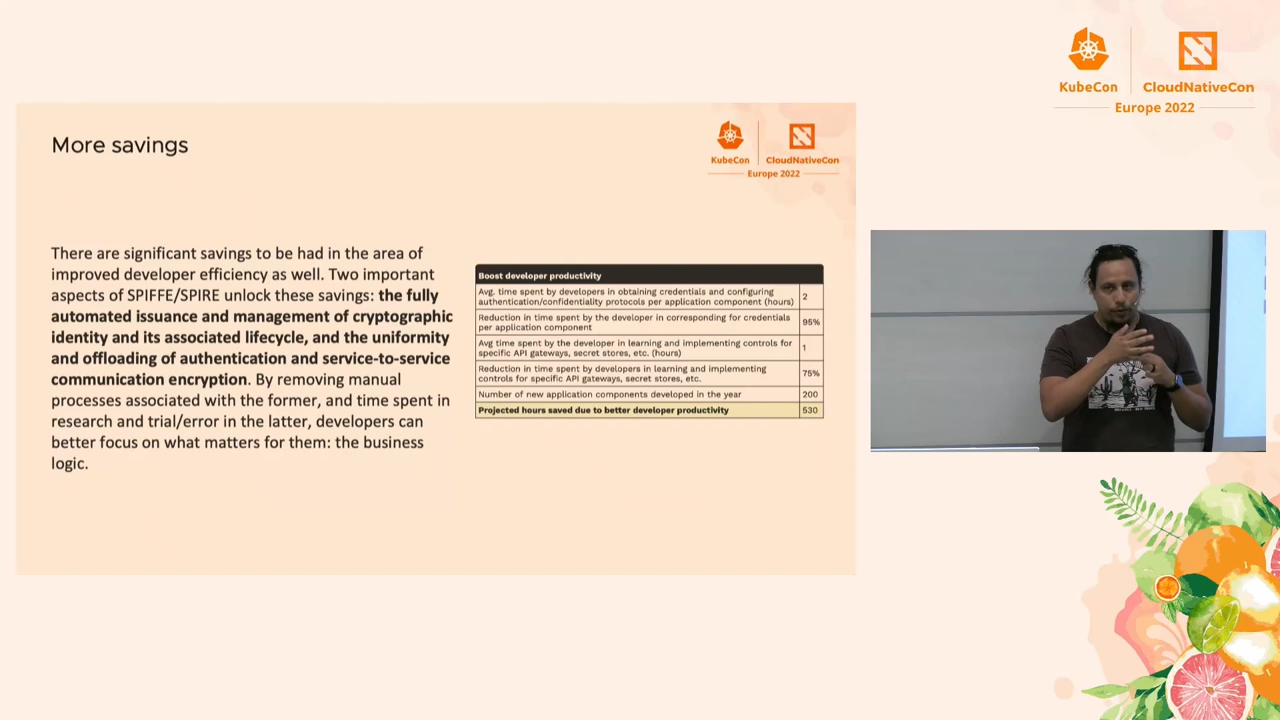 KubeCon
CloudNativeCon
Europe 2022
More savings
KubeCon
CloudNativeCon
Europe 2022
There are significant savings to be had in the area of
improved developer efficiency as well. Two important
aspects of SPIFFE/SPIRE unlock these savings: the fully
automated issuance and management of cryptographic
identity and its associated lifecycle, and the uniformity
and offloading of authentication and service-to-service
communication encryption. By removing manual
processes associated with the former, and time spent in
research and trial/error in the latter, developers can
better focus on what matters for them: the business
logic.
Boost developer productivity
Avg. time spent by developers in obtaining credentials and configuring
authentication/confidentiality protocols per application component (hours)
2
Reduction in time spent by the developer in corresponding for credentials
per application component
95%
Avg time spent by the developer in learning and implementing controls for
specific API gateways, secret stores, etc. (hours)
1
Reduction in time spent by developers in learning and implementing
controls for specific API gateways, secret stores, etc.
75%
Number of new application components developed in the year
200
Projected hours saved due to better developer productivity
530